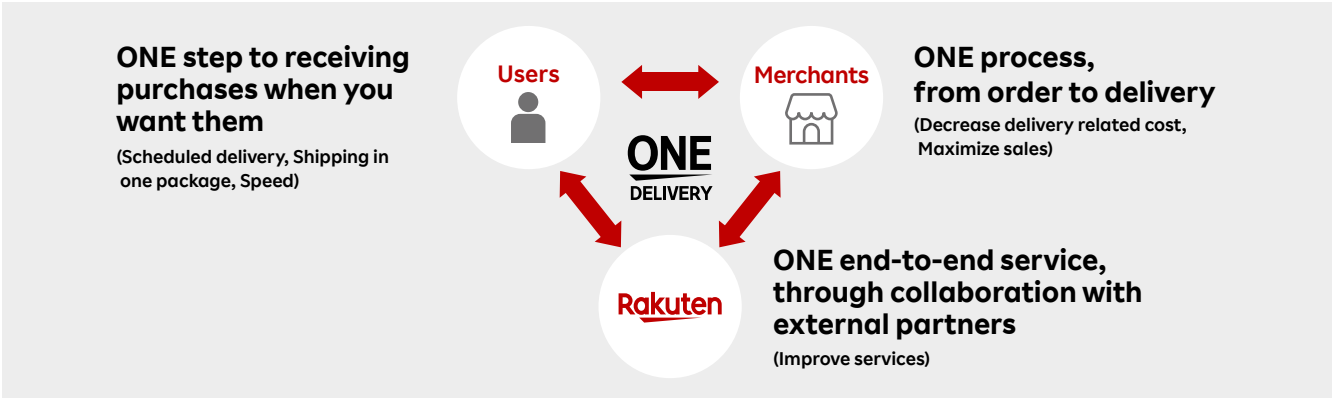 ONE step to receiving
purchases when you
want them
(Scheduled delivery, Shipping in
one package, Speed)
Users
Merchants
ONE process,
from order to delivery
(Decrease delivery related cost,
Maximize sales)
ONE
DELIVERY
Rakuten
ONE end-to-end service,
through collaboration with
external partners
(Improve services)